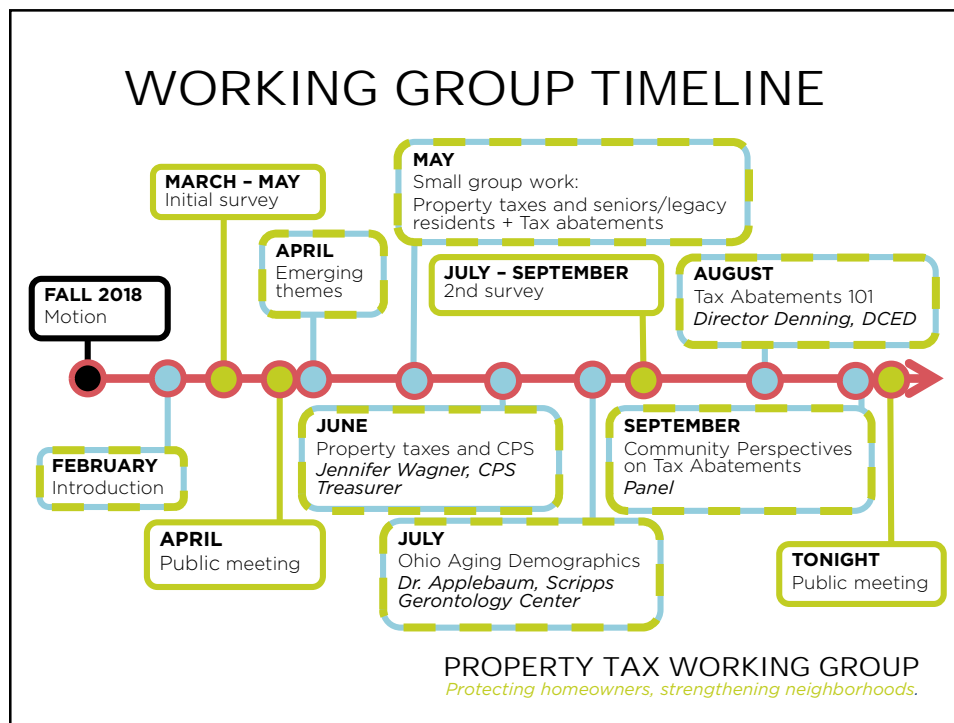 WORKING GROUP TIMELINE
FALL 2018
Motion
FEBRUARY
Introduction
MARCH – MAY
Initial survey
APRIL
Public meeting
APRIL
Emerging
themes
MAY
Small group work:
Property taxes and seniors/legacy
residents + Tax abatements
JUNE
Property taxes and CPS
Jennifer Wagner, CPS
Treasurer
JULY
Ohio Aging Demographics
Dr. Applebaum, Scripps
Gerontology Center
JULY – SEPTEMBER
2nd survey
AUGUST
Tax Abatements 101
Director Denning, DCED
SEPTEMBER
Community Perspectives
on Tax Abatements
Panel
TONIGHT
Public meeting
PROPERTY TAX WORKING GROUP
Protecting homeowners, strengthening neighborhoods.